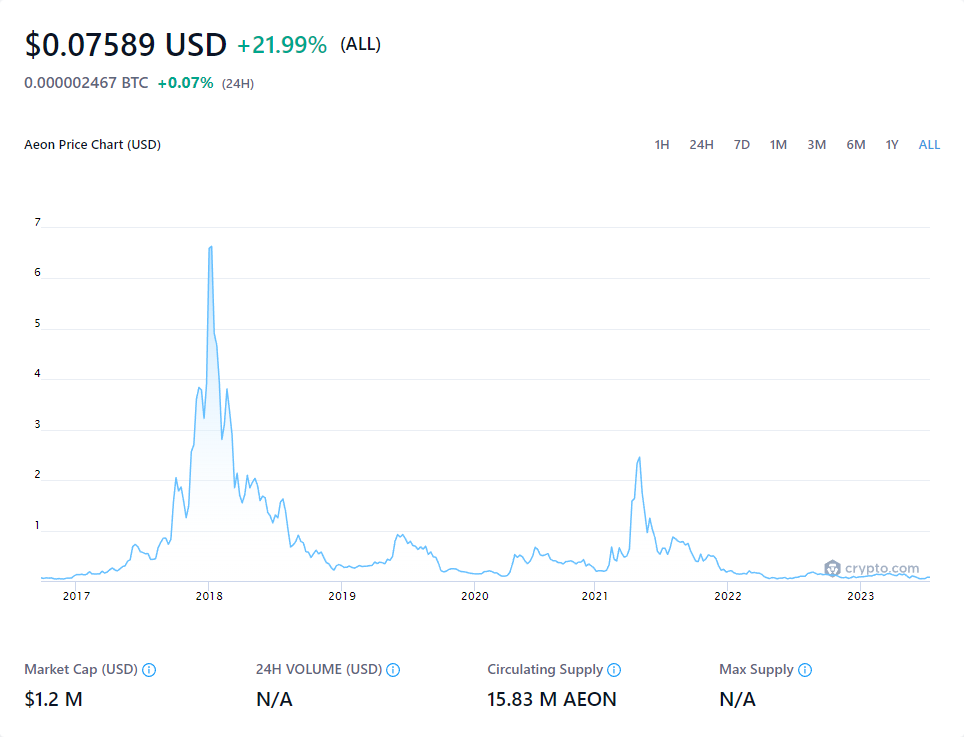 $0.07589 USD +21.99% (ALL)
0.000002467 BTC +0.07% (24H)
Aeon Price Chart (USD) 1H 24H 7D 1M 3M 6M 1Y ALL
7
6
5
4
3
2
1
crypto.com
2017 2018 2019 2020 2021 2022 2023
Market Cap (USD) 24H VOLUME (USD) Circulating Supply Max Supply
$1.2 M N/A 15.83 M AEON N/A